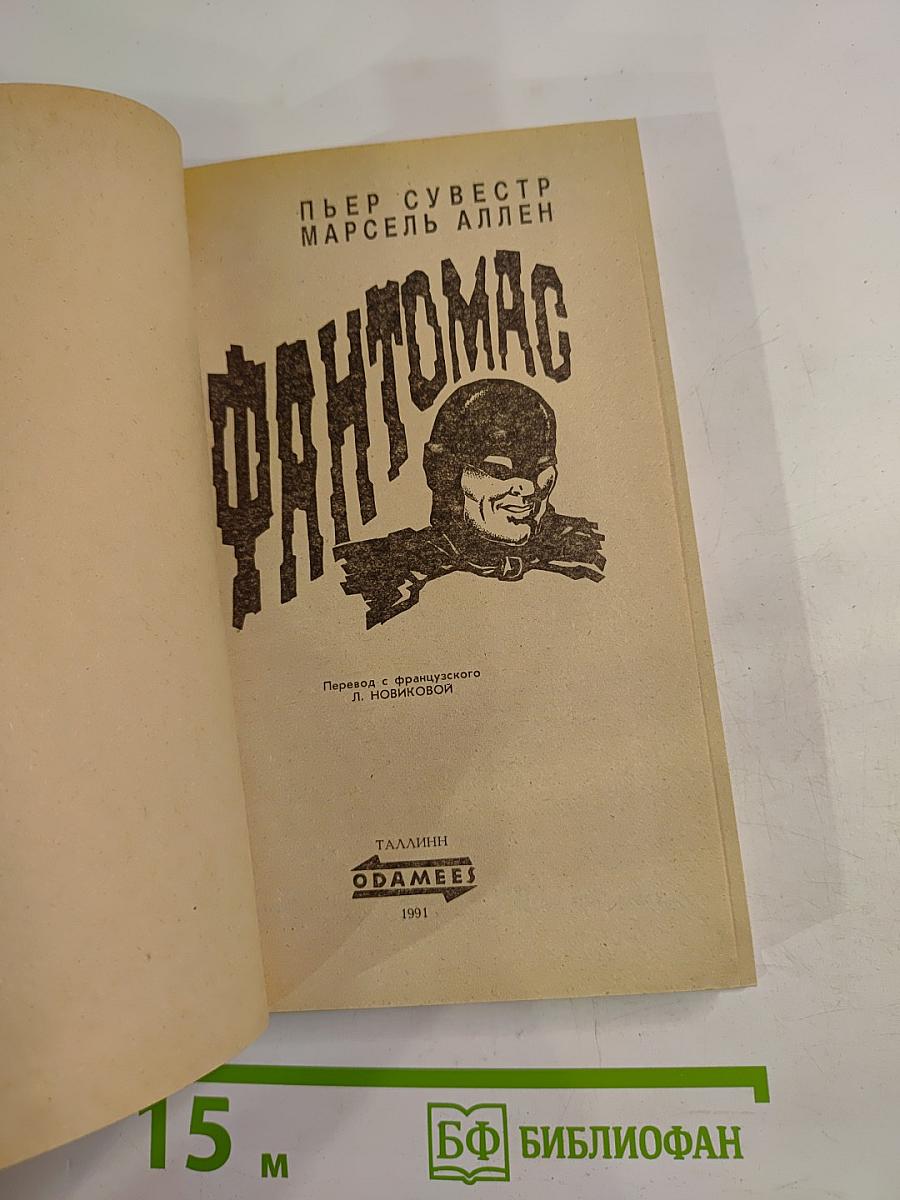 ПЬЕР СУВЕСТР
МАРСЕЛЬ АЛЛЕН
ФАНТОМАС
Перевод с французского
Л. НОВИКОВОЙ
ТАЛЛИНН
ODAMEES
1991
15 м
БФ БИБЛИОФАН